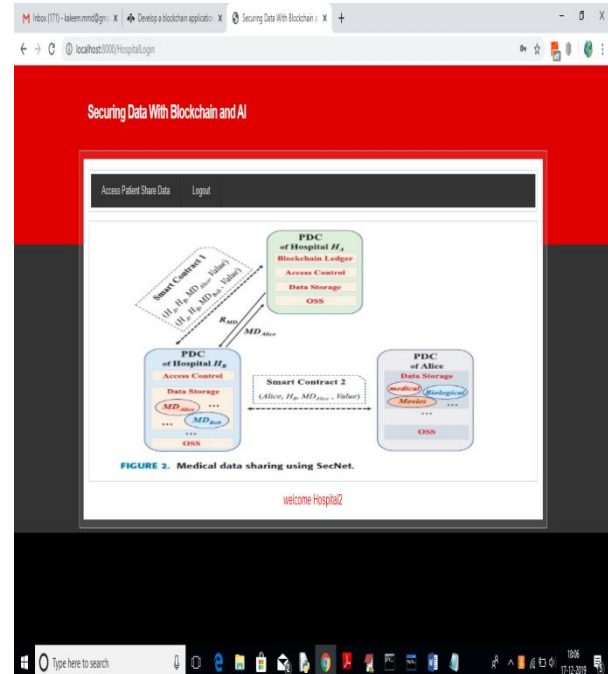 Inbox (171) - kaleem.mmd@gm
Develop a blockchain application
Securing Data With Blockchain a
localhost:8000/HospitalLogin
Securing Data With Blockchain and AI
Access Patient Share Data
Logout
PDC
of Hospital H_A
Blockchain Ledger
Access Control
Data Storage
OSS
Smart Contract 1
R_MD
MD_Alice
PDC
of Hospital H_B
Access Control
Data Storage
MD_Alice ...
... MD_Bob
...
OSS
Smart Contract 2
(Alice, H_B, MD_Alice, Value)
PDC
of Alice
Data Storage
medical
Biological
Movies ...
...
OSS
FIGURE 2. Medical data sharing using SecNet.
welcome Hospital2
Type here to search
18:06
17-12-2019